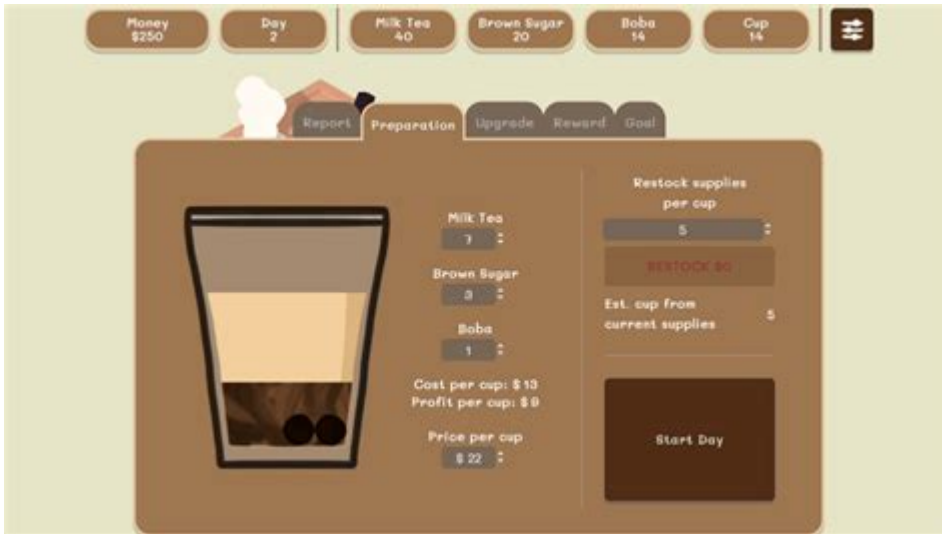 Money
$250
Day
2
Milk Tea
40
Brown Sugar
20
Boba
14
Cup
14
Report
Preparation
Upgrade
Reward
Goal
Milk Tea
7
Brown Sugar
3
Boba
1
Cost per cup: $ 13
Profit per cup: $ 9
Price per cup
$ 22
Restock supplies
per cup
5
RESTOCK $0
Est. cup from
current supplies
5
Start Day